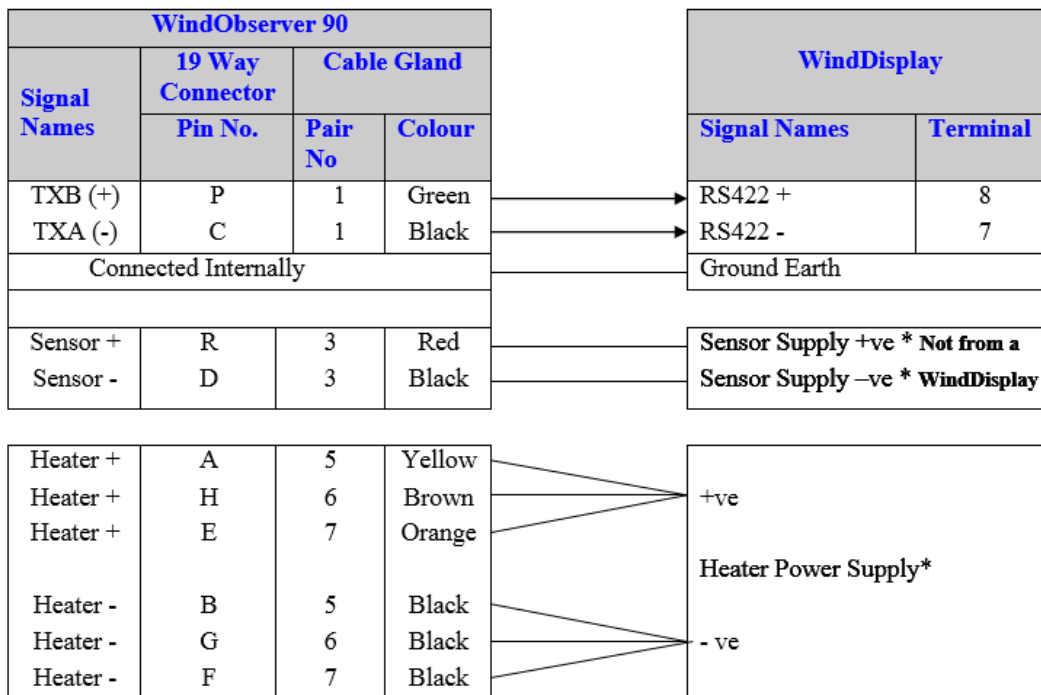 WindObserver 90
WindDisplay
Signal Names
19 Way Connector
Cable Gland
Pin No.
Pair No
Colour
Signal Names
Terminal
TXB (+) P 1 Green RS422 + 8
TXA (-) C 1 Black RS422 - 7
Connected Internally Ground Earth
Sensor + R 3 Red Sensor Supply +ve * Not from a
Sensor - D 3 Black Sensor Supply –ve * WindDisplay
Heater + A 5 Yellow
Heater + H 6 Brown +ve
Heater + E 7 Orange
Heater Power Supply*
Heater - B 5 Black
Heater - G 6 Black - ve
Heater - F 7 Black